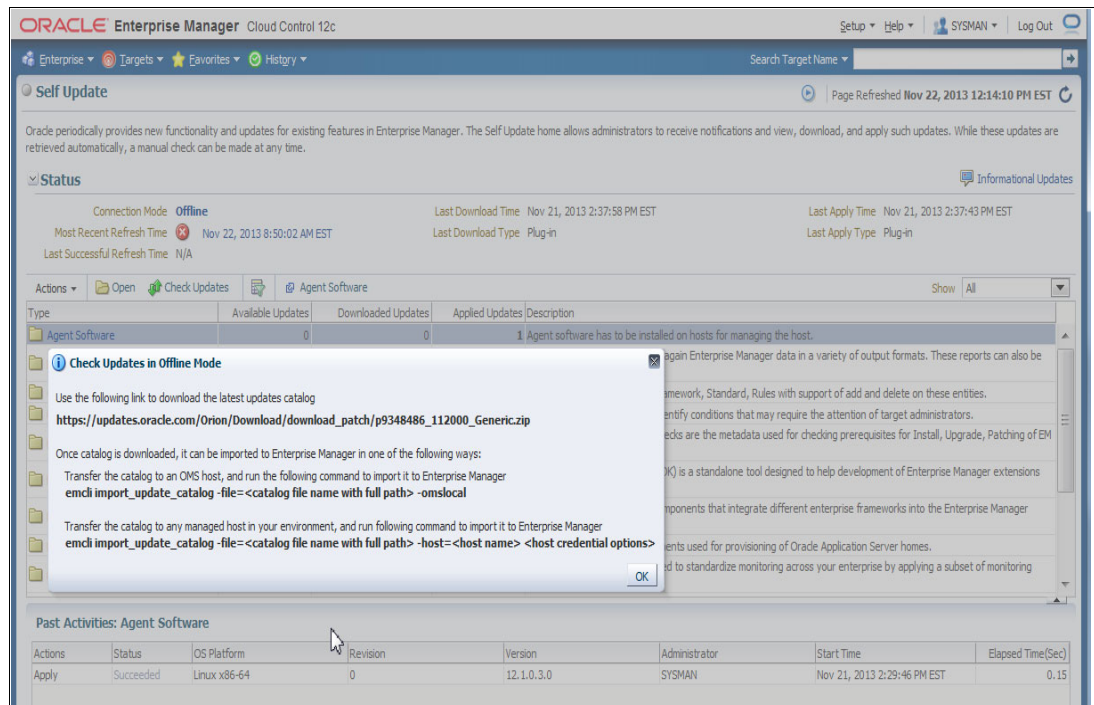 ORACLE Enterprise Manager Cloud Control 12c
Setup Help SYSMAN Log Out
Enterprise Targets Favorites History Search Target Name
Self Update
Page Refreshed Nov 22, 2013 12:14:10 PM EST
Oracle periodically provides new functionality and updates for existing features in Enterprise Manager. The Self Update home allows administrators to receive notifications and view, download, and apply such updates. While these updates are
retrieved automatically, a manual check can be made at any time.
Status
Informational Updates
Connection Mode Offline Last Download Time Nov 21, 2013 2:37:58 PM EST Last Apply Time Nov 21, 2013 2:37:43 PM EST
Most Recent Refresh Time Nov 22, 2013 8:50:02 AM EST Last Download Type Plug-in Last Apply Type Plug-in
Last Successful Refresh Time N/A
Actions Open Check Updates Agent Software Show All
Type Available Updates Downloaded Updates Applied Updates Description
Agent Software 0 0 1 Agent software has to be installed on hosts for managing the host.
again Enterprise Manager data in a variety of output formats. These reports can also be
Framework, Standard, Rules with support of add and delete on these entities.
entify conditions that may require the attention of target administrators.
ecks are the metadata used for checking prerequisites for Install, Upgrade, Patching of EM
K) is a standalone tool designed to help development of Enterprise Manager extensions
mponents that integrate different enterprise frameworks into the Enterprise Manager
ents used for provisioning of Oracle Application Server homes.
ed to standardize monitoring across your enterprise by applying a subset of monitoring
Check Updates in Offline Mode
Use the following link to download the latest updates catalog
https://updates.oracle.com/Orion/Download/download_patch/p9348486_112000_Generic.zip
Once catalog is downloaded, it can be imported to Enterprise Manager in one of the following ways:
Transfer the catalog to an OMS host, and run the following command to import it to Enterprise Manager
emcli import_update_catalog -file=<catalog file name with full path> -omslocal
Transfer the catalog to any managed host in your environment, and run following command to import it to Enterprise Manager
emcli import_update_catalog -file=<catalog file name with full path> -host=<host name> <host credential options>
OK
Past Activities: Agent Software
Actions Status OS Platform Revision Version Administrator Start Time Elapsed Time(Sec)
Apply Succeeded Linux x86-64 0 12.1.0.3.0 SYSMAN Nov 21, 2013 2:29:46 PM EST 0.15